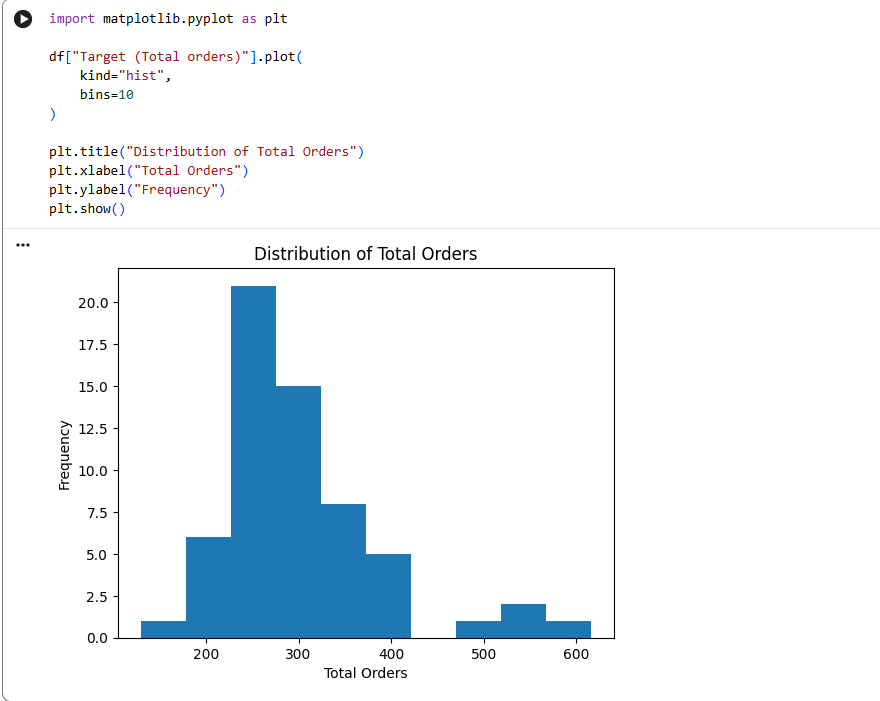 import matplotlib.pyplot as plt
df["Target (Total orders)"].plot(
    kind="hist",
    bins=10
)
plt.title("Distribution of Total Orders")
plt.xlabel("Total Orders")
plt.ylabel("Frequency")
plt.show()
Distribution of Total Orders
20.0
17.5
15.0
12.5
10.0
7.5
5.0
2.5
0.0
Frequency
200 300 400 500 600
Total Orders